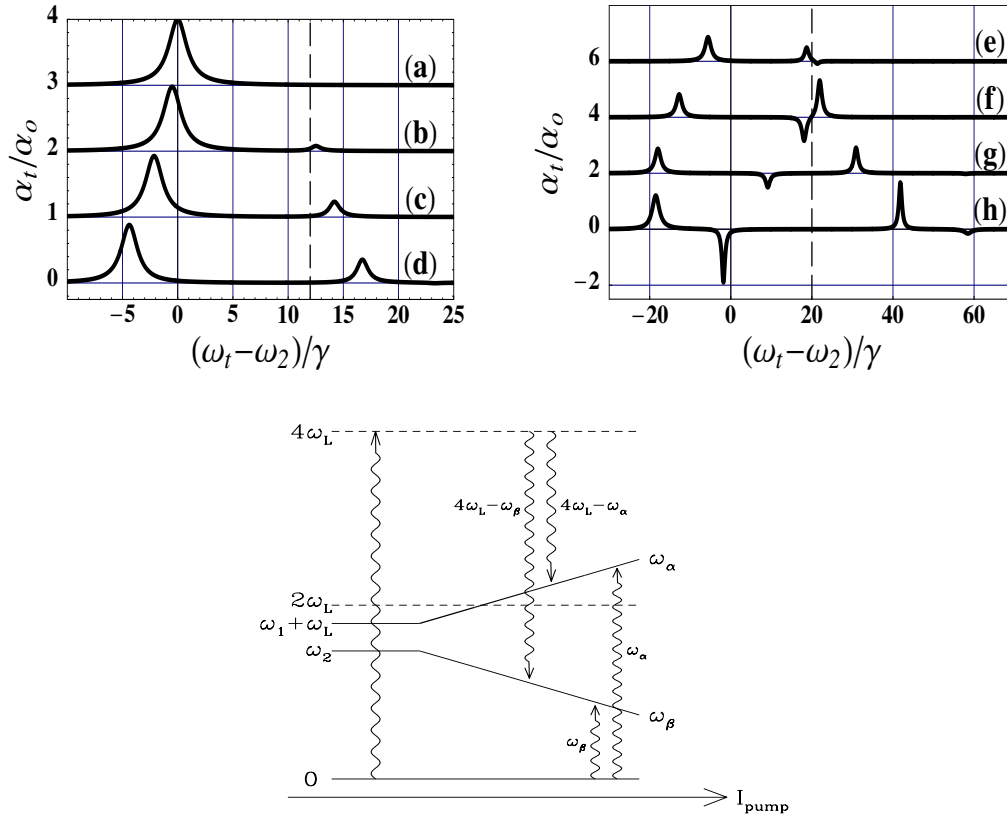 4
3
2
1
0
α_t/α_o
(a)
(b)
(c)
(d)
−5 0 5 10 15 20 25
(ω_t−ω_2)/γ
6
4
2
0
−2
α_t/α_o
(e)
(f)
(g)
(h)
−20 0 20 40 60
(ω_t−ω_2)/γ
4ω_L
4ω_L−ω_β
4ω_L−ω_α
ω_α
2ω_L
ω_1+ω_L
ω_2
ω_α
ω_β
ω_β
0
I_pump